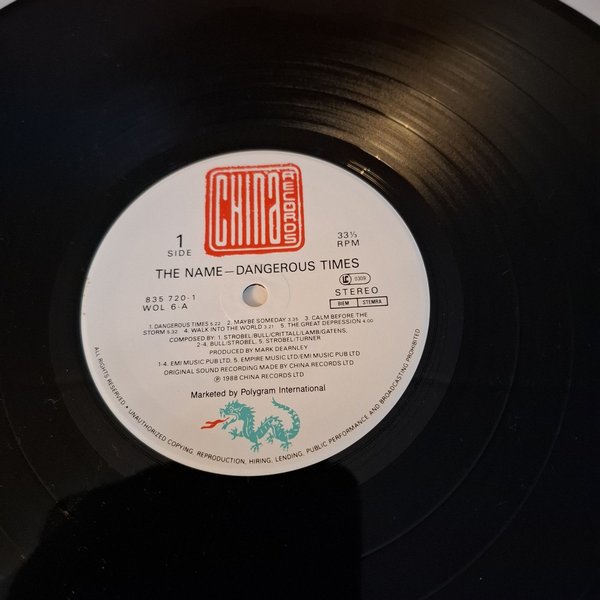 CHINA
RECORDS
1
SIDE
33⅓
RPM
THE NAME—DANGEROUS TIMES
835 720-1
WOL 6-A
LC 0309
STEREO
BIEM STEMRA
1. DANGEROUS TIMES 5.22 2. MAYBE SOMEDAY 3.35 3. CALM BEFORE THE
STORM 5.32 4. WALK INTO THE WORLD 3.21 5. THE GREAT DEPRESSION 4.00
COMPOSED BY: 1. STROBEL/BULL/CRITTALL/LAMB/GATENS,
2-4. BULL/STROBEL. 5. STROBEL/TURNER
PRODUCED BY MARK DEARNLEY
1-4. EMI MUSIC PUB LTD, 5. EMPIRE MUSIC LTD/EMI MUSIC PUB LTD
ORIGINAL SOUND RECORDING MADE BY CHINA RECORDS LTD
℗ 1988 CHINA RECORDS LTD
Marketed by Polygram International
ALL RIGHTS RESERVED • UNAUTHORIZED COPYING, REPRODUCTION, HIRING, LENDING, PUBLIC PERFORMANCE AND BROADCASTING PROHIBITED